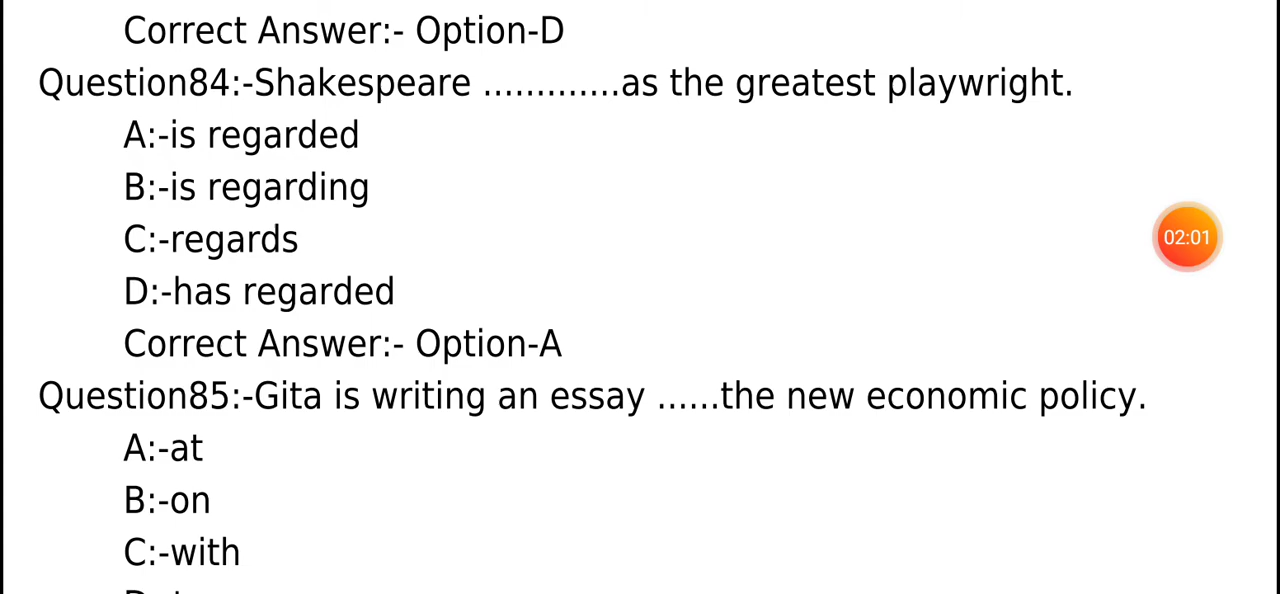 Correct Answer:- Option-D
Question84:-Shakespeare .............as the greatest playwright.
A:-is regarded
B:-is regarding
C:-regards
D:-has regarded
02:01
Correct Answer:- Option-A
Question85:-Gita is writing an essay ......the new economic policy.
A:-at
B:-on
C:-with